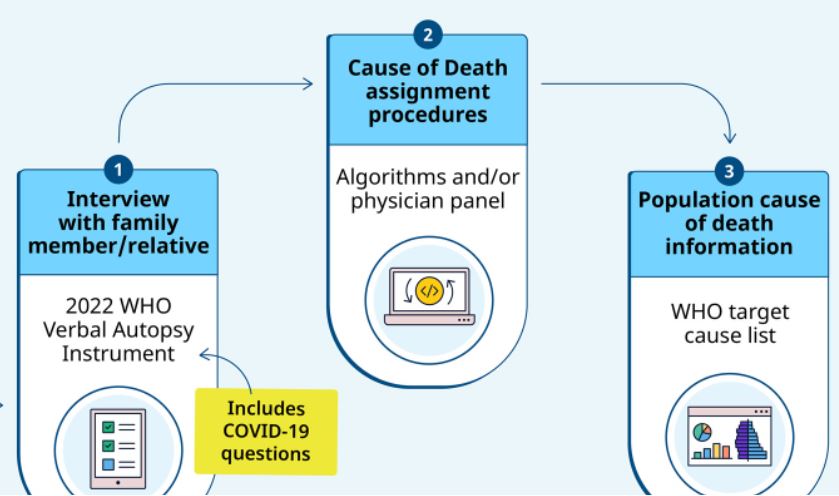 1
Interview
with family
member/relative
2022 WHO
Verbal Autopsy
Instrument
Includes
COVID-19
questions
2
Cause of Death
assignment
procedures
Algorithms and/or
physician panel
</>
3
Population cause
of death
information
WHO target
cause list